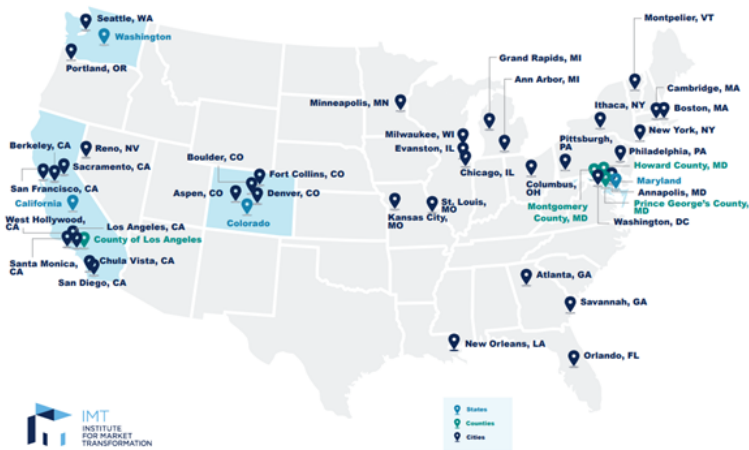 Seattle, WA
Washington
Portland, OR
Montpelier, VT
Grand Rapids, MI
Ann Arbor, MI
Cambridge, MA
Minneapolis, MN
Ithaca, NY
Boston, MA
Milwaukee, WI
Evanston, IL
Pittsburgh,
PA
New York, NY
Berkeley, CA
Reno, NV
Boulder, CO
Philadelphia, PA
Sacramento, CA
Fort Collins, CO
Chicago, IL
Howard County, MD
San Francisco, CA
Aspen, CO
Denver, CO
Columbus,
OH
Maryland
Annapolis, MD
California
Colorado
St. Louis,
MO
Kansas City,
MO
Montgomery
County, MD
Prince George's County,
MD
Washington, DC
West Hollywood,
CA
Los Angeles, CA
County of Los Angeles
Santa Monica,
CA
Chula Vista, CA
San Diego, CA
Atlanta, GA
Savannah, GA
New Orleans, LA
Orlando, FL
IMT
INSTITUTE
FOR MARKET
TRANSFORMATION
States
Counties
Cities